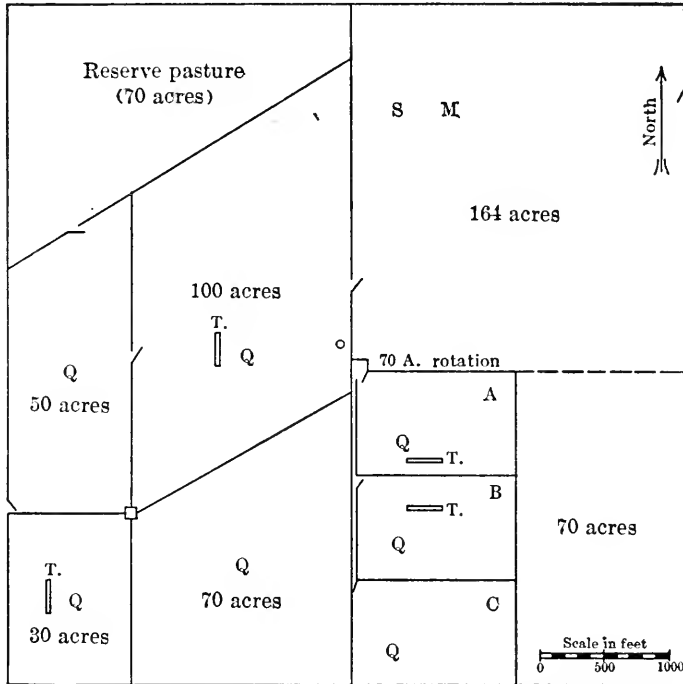 Reserve pasture
(70 acres)
S M
North
164 acres
100 acres
T.
Q
Q
50 acres
70 A. rotation
A
Q
T.
B
T.
Q
70 acres
Q
70 acres
T.
Q
30 acres
C
Q
Scale in feet
0 500 1000